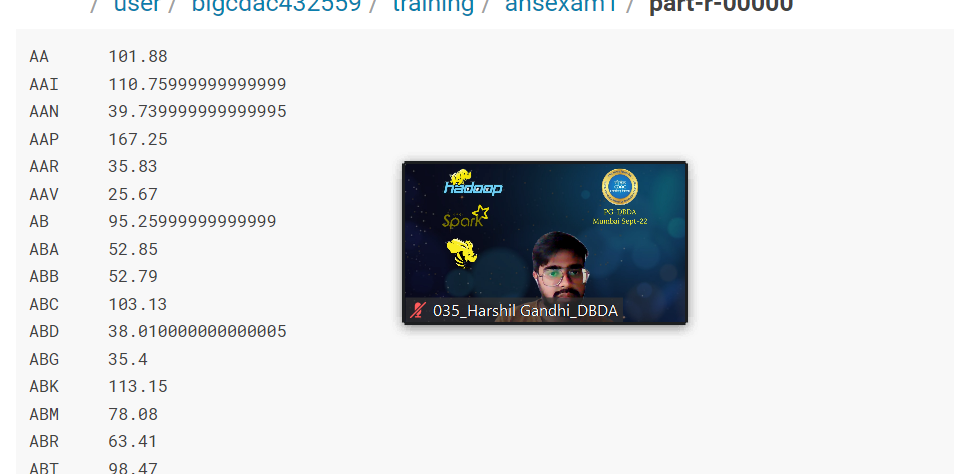 / user / bigcdac432559 / training / ansexam1 / part-r-00000
AA 101.88
AAI 110.75999999999999
AAN 39.739999999999995
AAP 167.25
AAR 35.83
AAV 25.67
AB 95.25999999999999
ABA 52.85
ABB 52.79
ABC 103.13
ABD 38.010000000000005
ABG 35.4
ABK 113.15
ABM 78.08
ABR 63.41
ABT 98.47
hadoop
Spark
PG DBDA
Mumbai Sept-22
035_Harshil Gandhi_DBDA